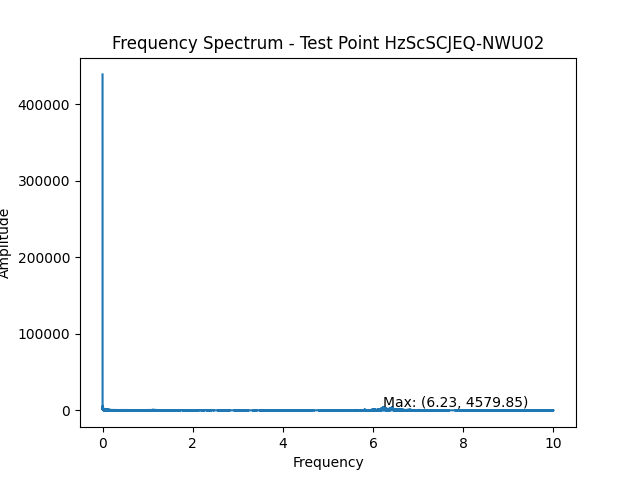 Frequency Spectrum - Test Point HzScSCJEQ-NWU02
400000
300000
200000
100000
0
Amplitude
Max: (6.23, 4579.85)
0 2 4 6 8 10
Frequency